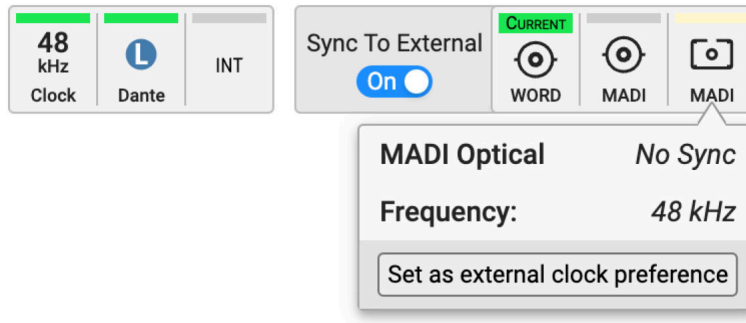 48
kHz
Clock
L
Dante
INT
Sync To External
On
CURRENT
WORD
MADI
MADI
MADI Optical No Sync
Frequency: 48 kHz
Set as external clock preference